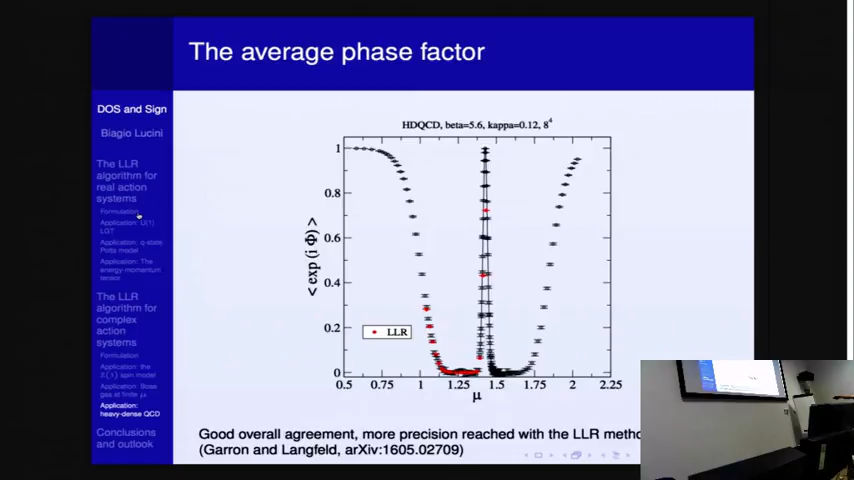 The average phase factor
DOS and Sign
Biagio Lucini
The LLR
algorithm for
real action
systems
Formulation
Application: U(1)
LGT
Application: q-state
Potts model
Application: The
energy-momentum
tensor
The LLR
algorithm for
complex
action
systems
Formulation
Application: the
Z(3) spin model
Application: Bose
gas at finite μ
Application:
heavy-dense QCD
Conclusions
and outlook
HDQCD, beta=5.6, kappa=0.12, 8^4
< exp (i Φ) >
1
0.8
0.6
0.4
0.2
0
LLR
0.5 0.75 1 1.25 1.5 1.75 2 2.25
μ
Good overall agreement, more precision reached with the LLR metho
(Garron and Langfeld, arXiv:1605.02709)